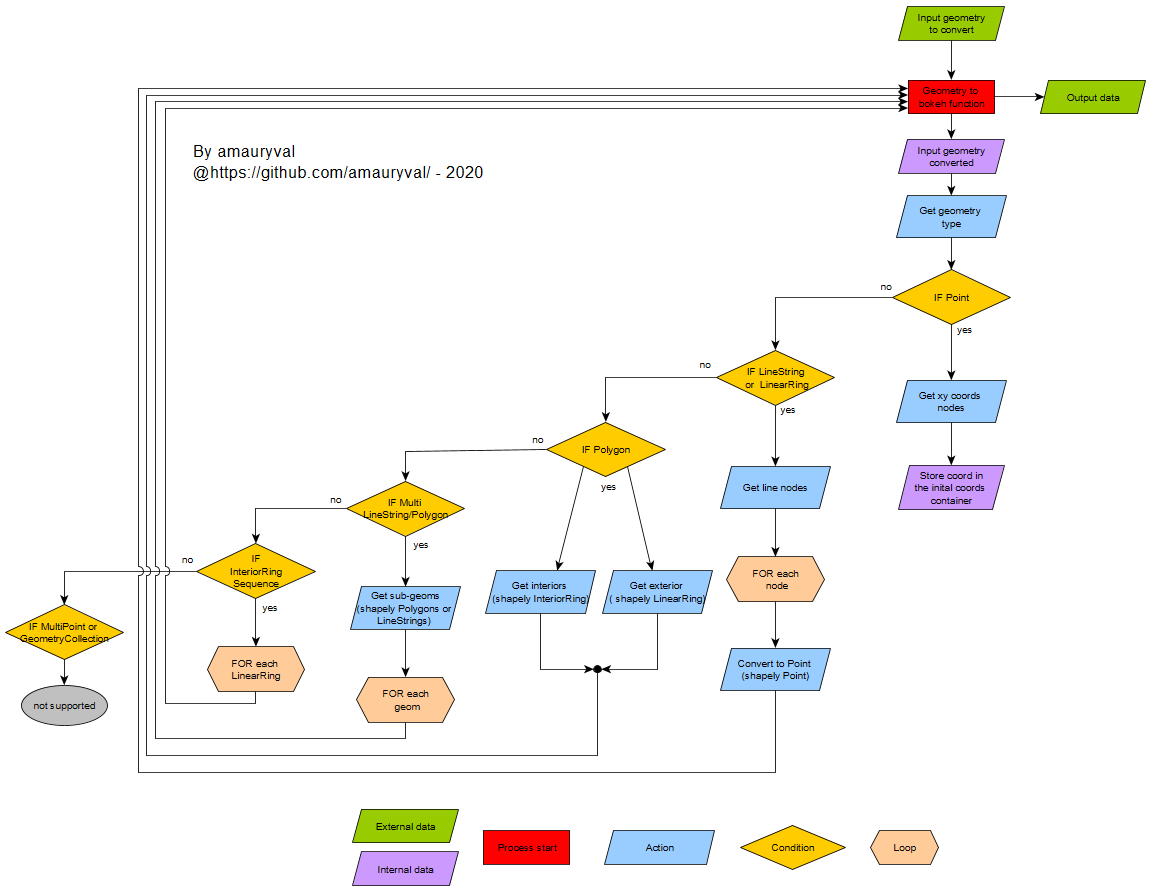 Input geometry
to convert
Geometry to
bokeh function
Output data
By amauryval
@https://github.com/amauryval/ - 2020
Input geometry
converted
Get geometry
type
no
IF Point
yes
no
IF LineString
or LinearRing
yes
Get xy coords
nodes
no
IF Polygon
yes
Get line nodes
Store coord in
the inital coords
container
no
IF Multi
LineString/Polygon
yes
no
IF
InteriorRing
Sequence
yes
Get sub-geoms
(shapely Polygons or
LineStrings)
Get interiors
(shapely InteriorRing)
Get exterior
( shapely LinearRing)
FOR each
node
IF MultiPoint or
GeometryCollection
FOR each
LinearRing
Convert to Point
(shapely Point)
not supported
FOR each
geom
External data
Internal data
Process start
Action
Condition
Loop